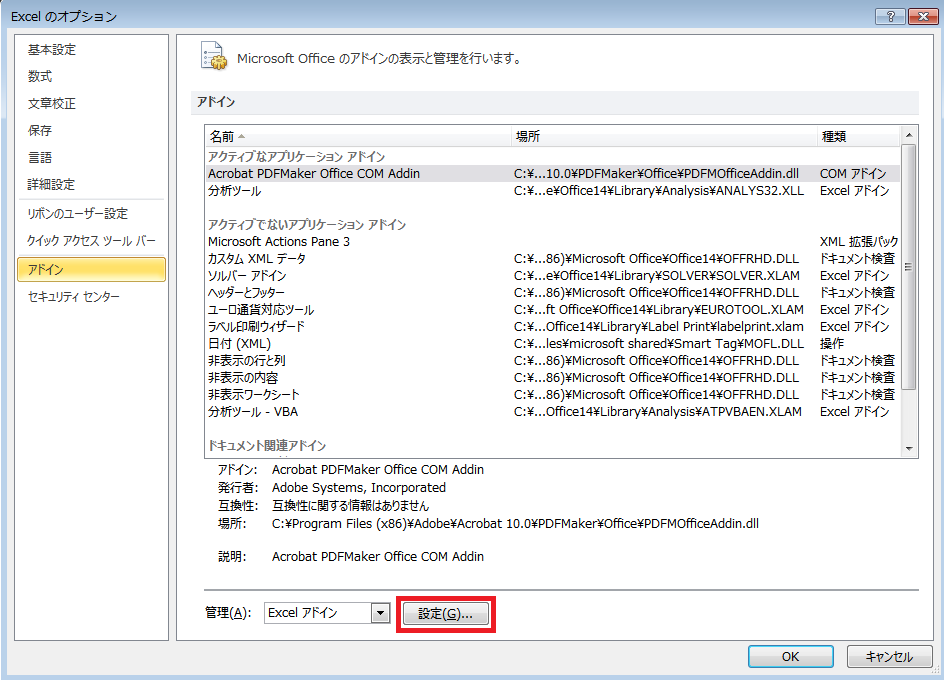 Excel のオプション
基本設定
数式
文章校正
保存
言語
詳細設定
リボンのユーザー設定
クイック アクセス ツール バー
アドイン
セキュリティ センター
Microsoft Office のアドインの表示と管理を行います。
アドイン
名前 場所 種類
アクティブなアプリケーション アドイン
Acrobat PDFMaker Office COM Addin C:¥...10.0¥PDFMaker¥Office¥PDFMOfficeAddin.dll COM アドイン
分析ツール C:¥...e¥Office14¥Library¥Analysis¥ANALYS32.XLL Excel アドイン
アクティブでないアプリケーション アドイン
Microsoft Actions Pane 3 XML 拡張パック
カスタム XML データ C:¥...86)¥Microsoft Office¥Office14¥OFFRHD.DLL ドキュメント検査
ソルバー アドイン C:¥...e¥Office14¥Library¥SOLVER¥SOLVER.XLAM Excel アドイン
ヘッダーとフッター C:¥...86)¥Microsoft Office¥Office14¥OFFRHD.DLL ドキュメント検査
ユーロ通貨対応ツール C:¥...ft Office¥Office14¥Library¥EUROTOOL.XLAM Excel アドイン
ラベル印刷ウィザード C:¥...Office14¥Library¥Label Print¥labelprint.xlam Excel アドイン
日付 (XML) C:¥...les¥microsoft shared¥Smart Tag¥MOFL.DLL 操作
非表示の行と列 C:¥...86)¥Microsoft Office¥Office14¥OFFRHD.DLL ドキュメント検査
非表示の内容 C:¥...86)¥Microsoft Office¥Office14¥OFFRHD.DLL ドキュメント検査
非表示ワークシート C:¥...86)¥Microsoft Office¥Office14¥OFFRHD.DLL ドキュメント検査
分析ツール - VBA C:¥...Office14¥Library¥Analysis¥ATPVBAEN.XLAM Excel アドイン
ドキュメント関連アドイン
アドイン: Acrobat PDFMaker Office COM Addin
発行者: Adobe Systems, Incorporated
互換性: 互換性に関する情報はありません
場所: C:¥Program Files (x86)¥Adobe¥Acrobat 10.0¥PDFMaker¥Office¥PDFMOfficeAddin.dll
説明: Acrobat PDFMaker Office COM Addin
管理(A): Excel アドイン 設定(G)...
OK キャンセル